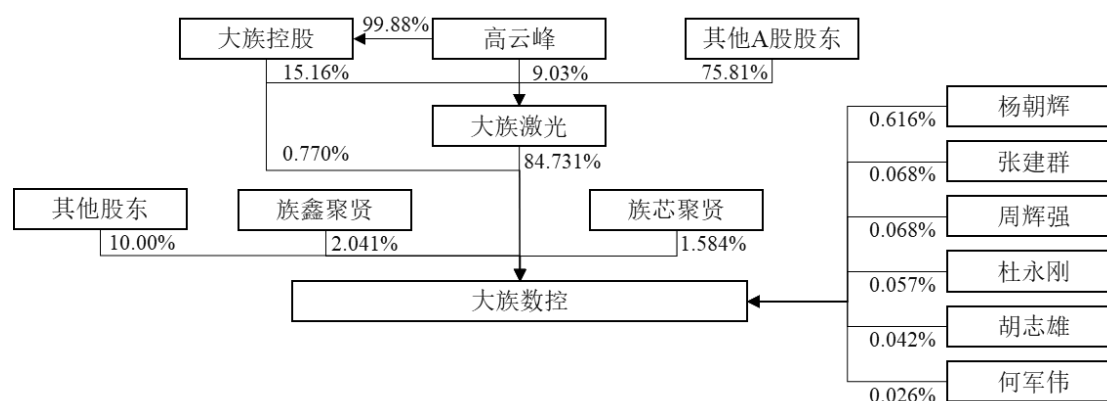 大族控股
99.88%
高云峰
其他A股股东
15.16%
9.03%
75.81%
大族激光
0.770%
84.731%
其他股东
族鑫聚贤
族芯聚贤
10.00%
2.041%
1.584%
大族数控
杨朝辉
0.616%
张建群
0.068%
周辉强
0.068%
杜永刚
0.057%
胡志雄
0.042%
何军伟
0.026%